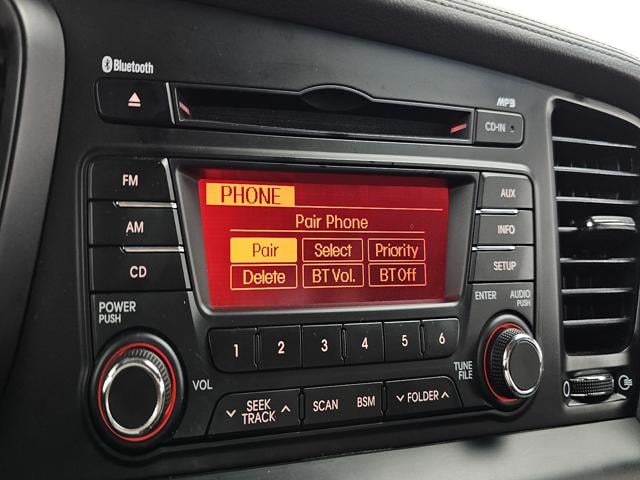 Bluetooth
MP3
CD-IN
FM
AM
CD
PHONE
Pair Phone
Pair Select Priority
Delete BT Vol. BT Off
AUX
INFO
SETUP
POWER
PUSH
ENTER
AUDIO
PUSH
1 2 3 4 5 6
VOL
TUNE
FILE
SEEK
TRACK
SCAN
BSM
FOLDER